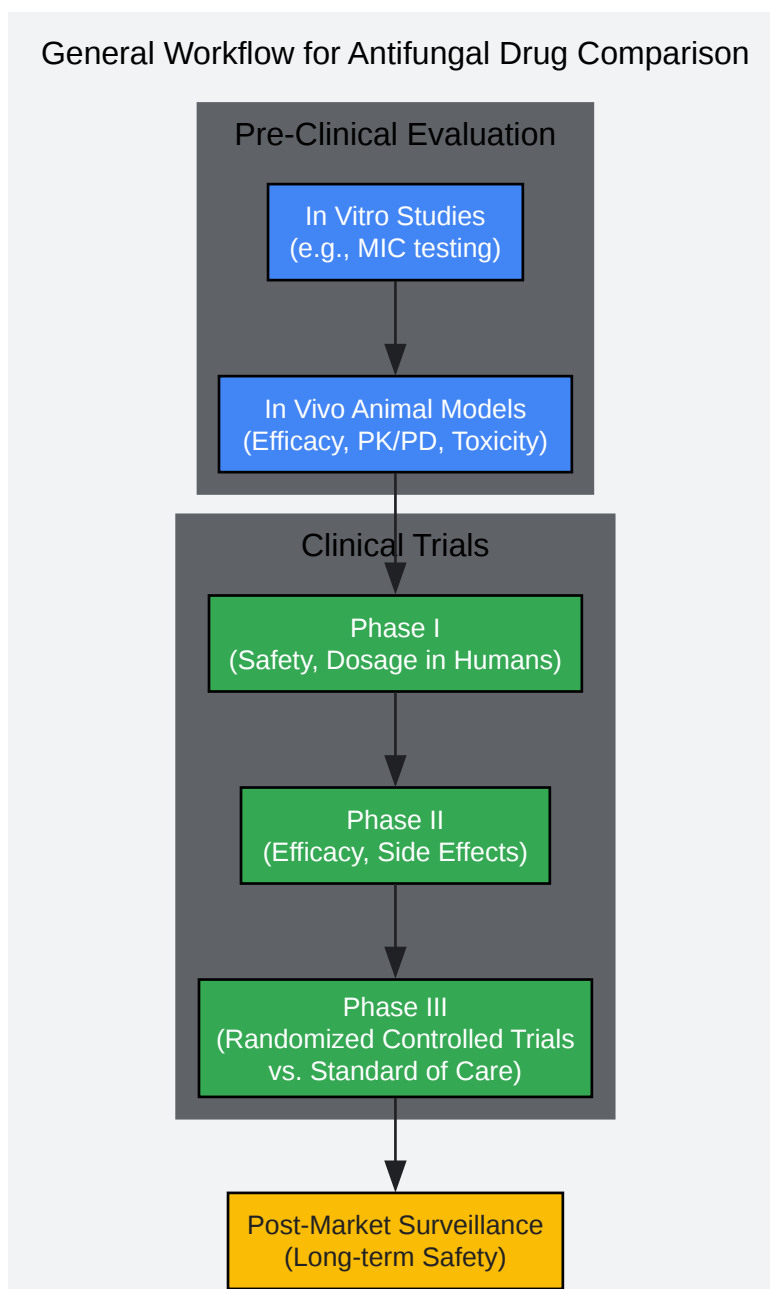 General Workflow for Antifungal Drug Comparison
Pre-Clinical Evaluation
In Vitro Studies
(e.g., MIC testing)
In Vivo Animal Models
(Efficacy, PK/PD, Toxicity)
Clinical Trials
Phase I
(Safety, Dosage in Humans)
Phase II
(Efficacy, Side Effects)
Phase III
(Randomized Controlled Trials
vs. Standard of Care)
Post-Market Surveillance
(Long-term Safety)